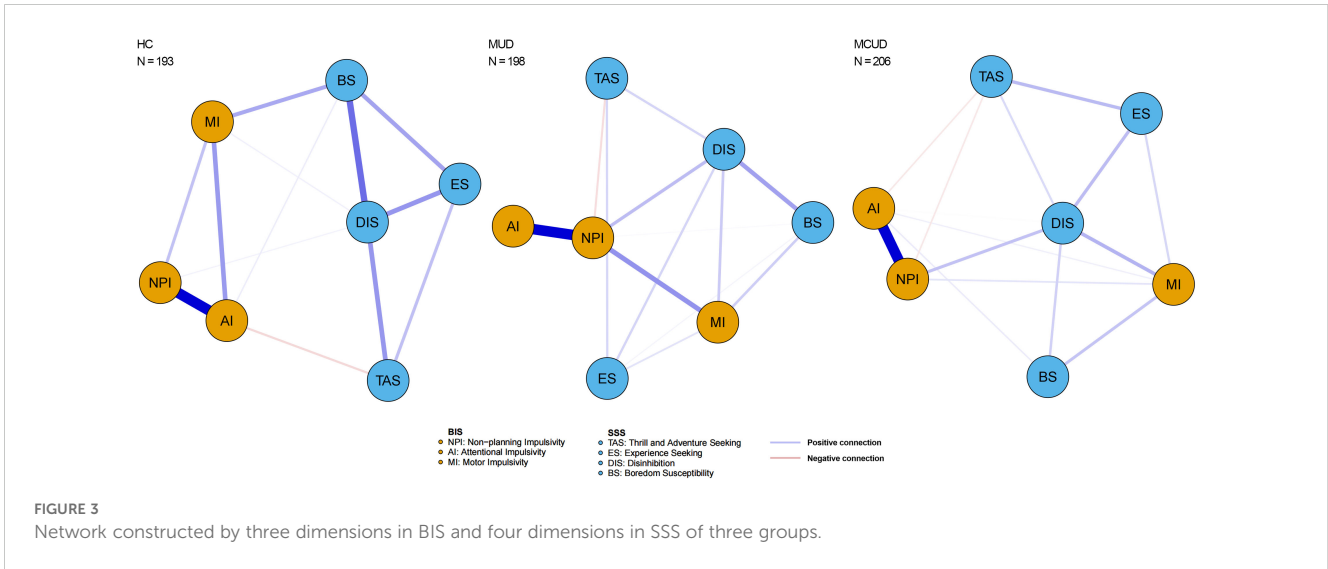 HC
N = 193
BS
MI
ES
DIS
NPI
AI
TAS
MUD
N = 198
TAS
DIS
BS
AI
NPI
MI
ES
MCUD
N = 206
TAS
ES
AI
DIS
NPI
MI
BS
BIS
NPI: Non−planning Impulsivity
AI: Attentional Impulsivity
MI: Motor Impulsivity
SSS
TAS: Thrill and Adventure Seeking
ES: Experience Seeking
DIS: Disinhibition
BS: Boredom Susceptibility
Positive connection
Negative connection
FIGURE 3
Network constructed by three dimensions in BIS and four dimensions in SSS of three groups.